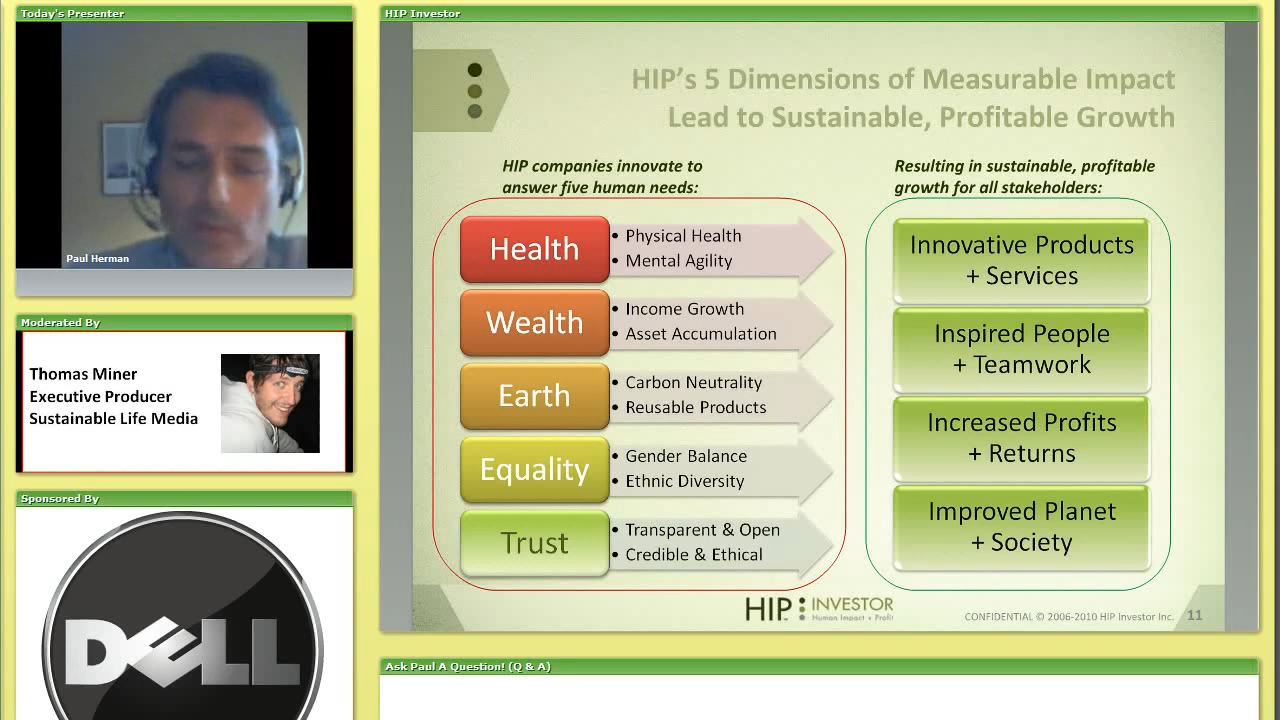 Today's Presenter
Paul Herman
Moderated By
Thomas Miner
Executive Producer
Sustainable Life Media
Sponsored By
DELL
HIP Investor
HIP's 5 Dimensions of Measurable Impact
Lead to Sustainable, Profitable Growth
HIP companies innovate to
answer five human needs:
Health
• Physical Health
• Mental Agility
Wealth
• Income Growth
• Asset Accumulation
Earth
• Carbon Neutrality
• Reusable Products
Equality
• Gender Balance
• Ethnic Diversity
Trust
• Transparent & Open
• Credible & Ethical
Resulting in sustainable, profitable
growth for all stakeholders:
Innovative Products
+ Services
Inspired People
+ Teamwork
Increased Profits
+ Returns
Improved Planet
+ Society
HIP INVESTOR
Human Impact + Profit
CONFIDENTIAL © 2006-2010 HIP Investor Inc. 11
Ask Paul A Question! (Q & A)